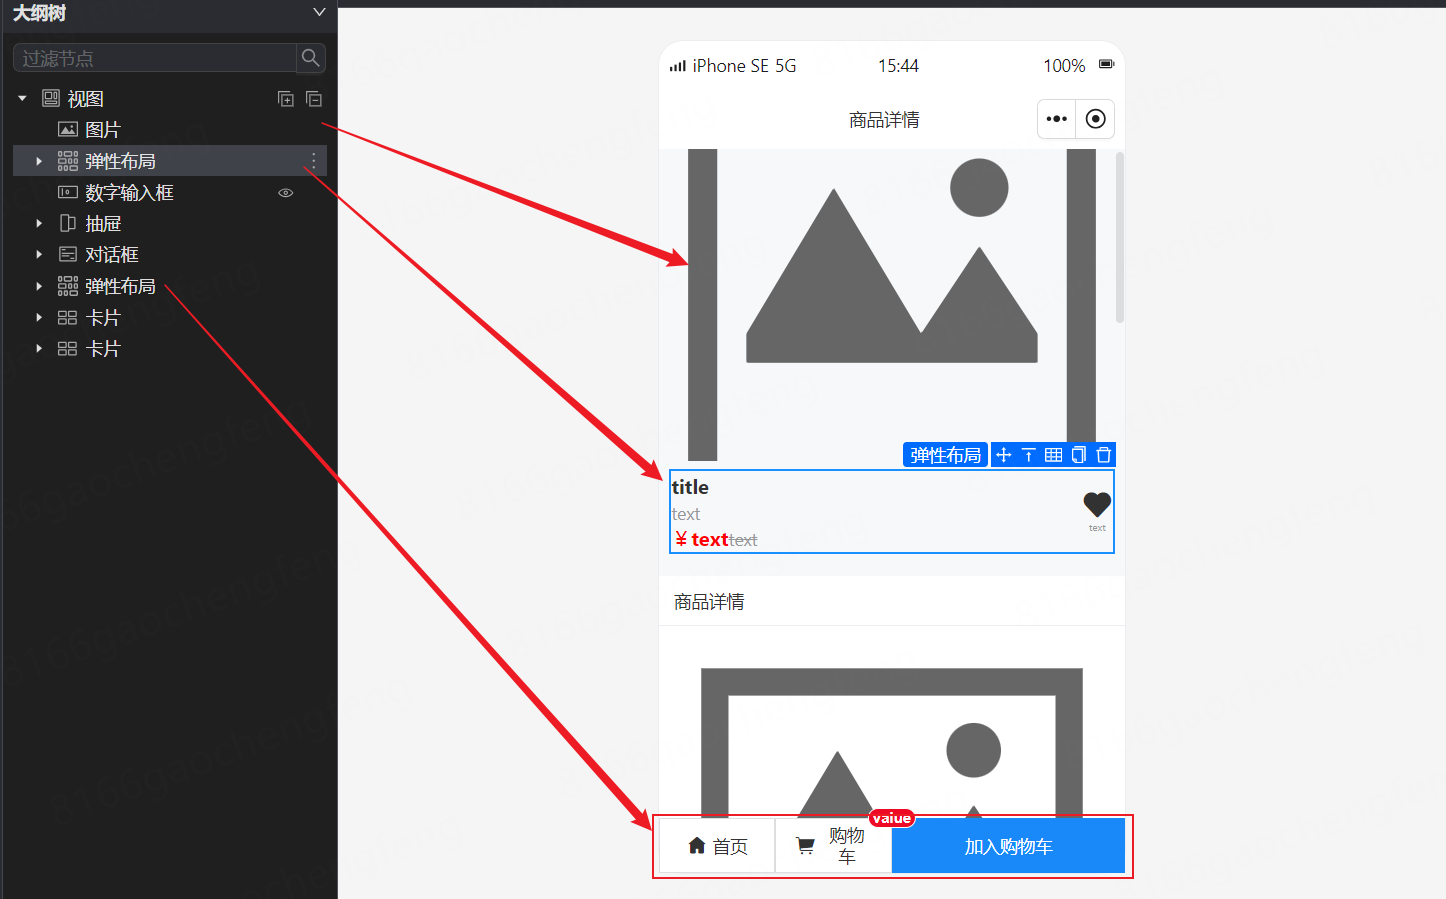 大纲树
过滤节点
视图
图片
弹性布局
数字输入框
抽屉
对话框
弹性布局
卡片
卡片
iPhone SE 5G
15:44
100%
商品详情
弹性布局
title
text
¥ texttext
text
商品详情
首页
购物
车
value
加入购物车
8166gaochengfeng